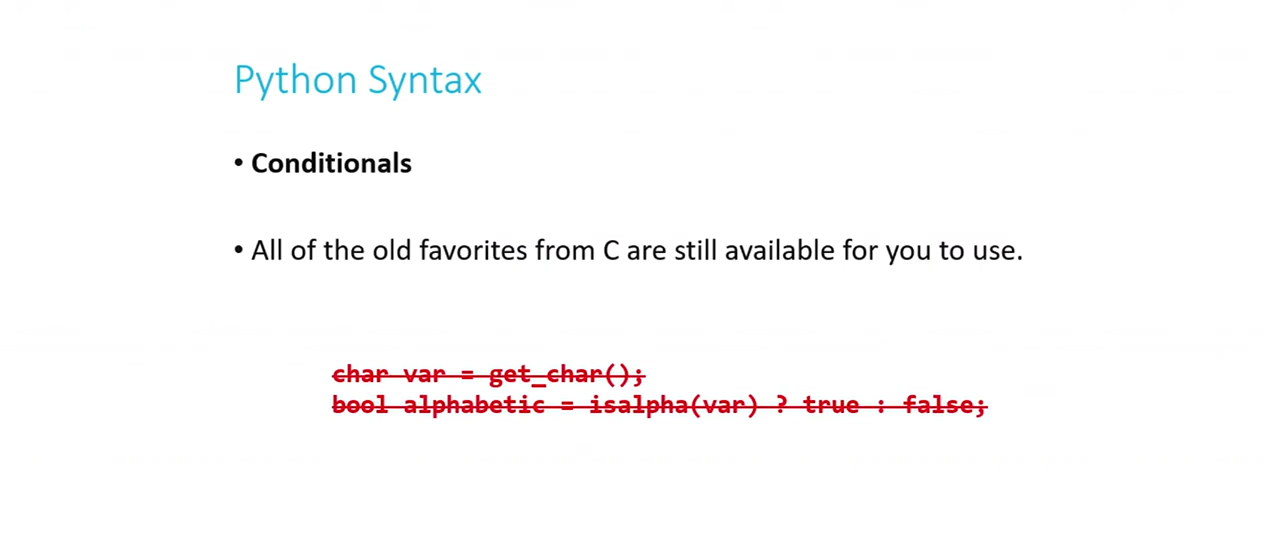 Python Syntax
• Conditionals
• All of the old favorites from C are still available for you to use.
char var = get_char();
bool alphabetic = isalpha(var) ? true : false;